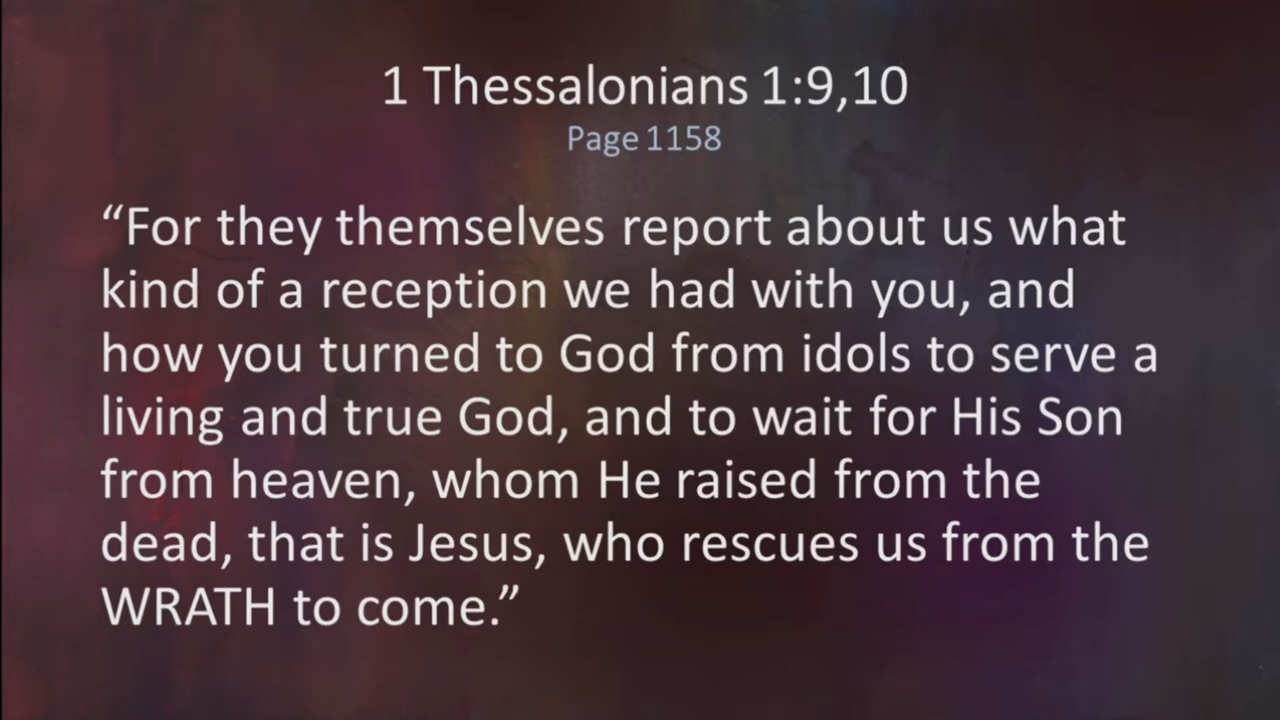 1 Thessalonians 1:9,10
Page 1158
“For they themselves report about us what
kind of a reception we had with you, and
how you turned to God from idols to serve a
living and true God, and to wait for His Son
from heaven, whom He raised from the
dead, that is Jesus, who rescues us from the
WRATH to come.”